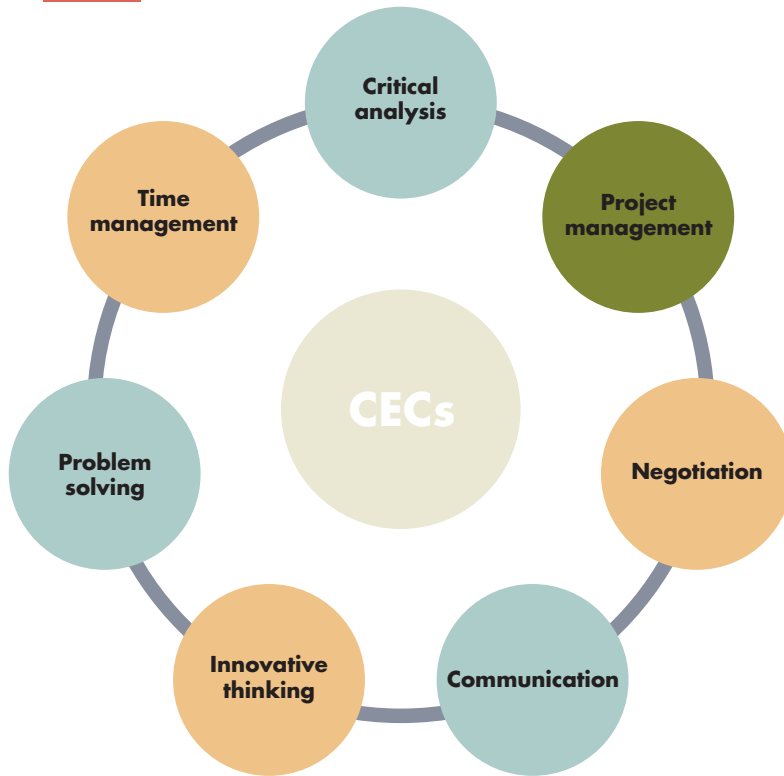 Critical
analysis
Project
management
Negotiation
Communication
Innovative
thinking
Problem
solving
Time
management
CECs